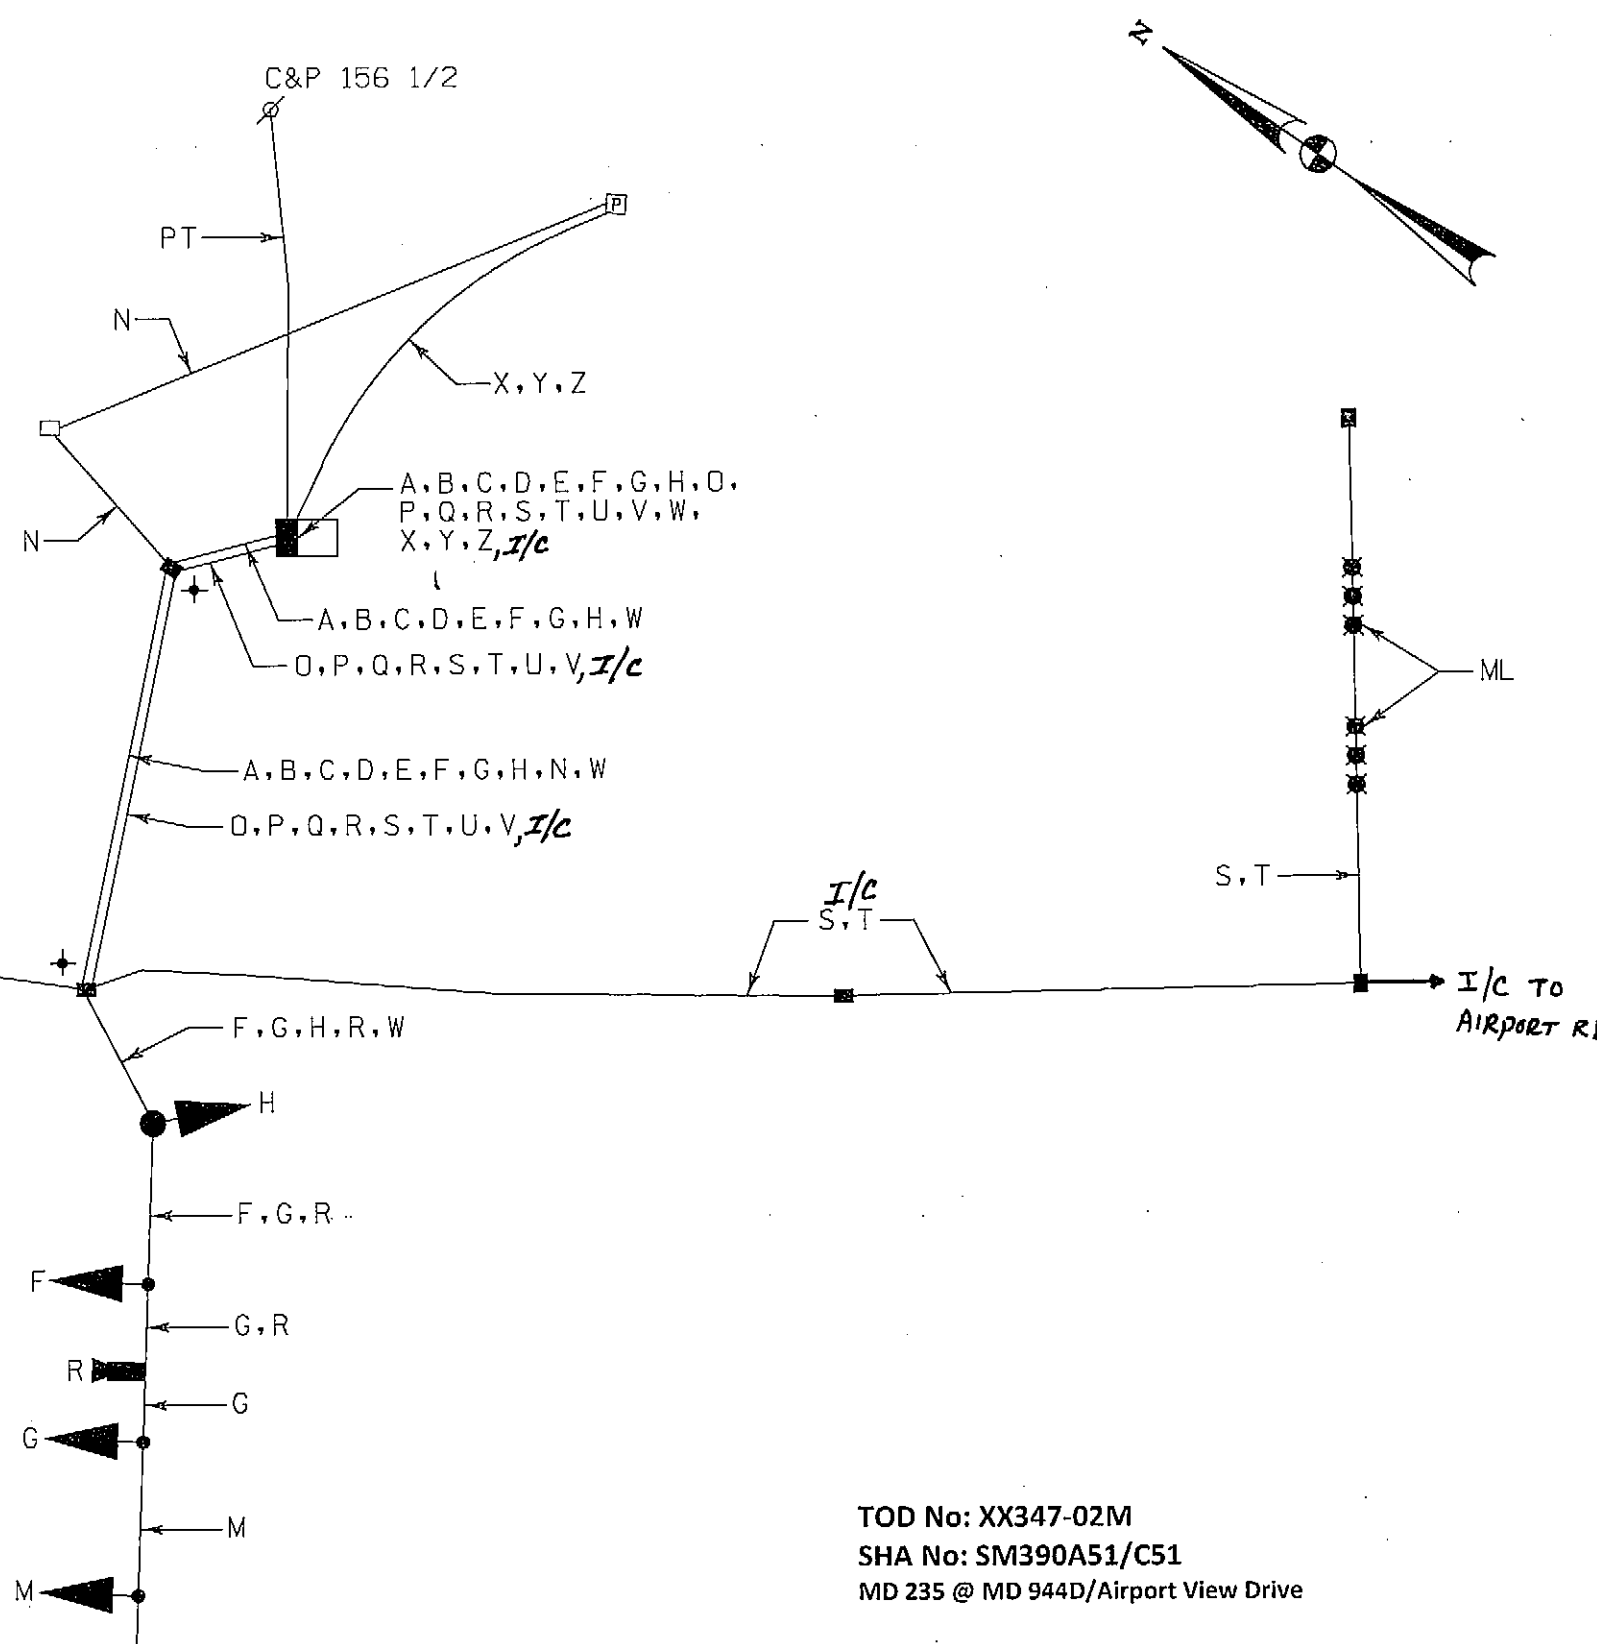 N
C&P 156 1/2
P
PT
N
X,Y,Z
A,B,C,D,E,F,G,H,O,
P,Q,R,S,T,U,V,W,
X,Y,Z,I/C
N
A,B,C,D,E,F,G,H,W
O,P,Q,R,S,T,U,V,I/C
ML
A,B,C,D,E,F,G,H,N,W
O,P,Q,R,S,T,U,V,I/C
S,T
I/C
S,T
I/C TO
AIRPORT
F,G,H,R,W
H
F,G,R
F
G,R
R
G
G
M
M
TOD No: XX347-02M
SHA No: SM390A51/C51
MD 235 @ MD 944D/Airport View Drive